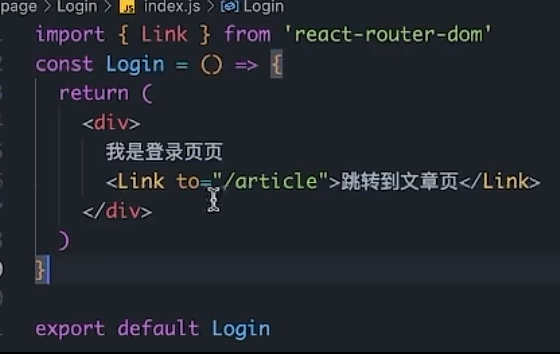 page > Login > JS index.js > Login
import { Link } from 'react-router-dom'
const Login = () => {
return (
<div>
我是登录页页
<Link to="/article">跳转到文章页</Link>
</div>
)
}
export default Login